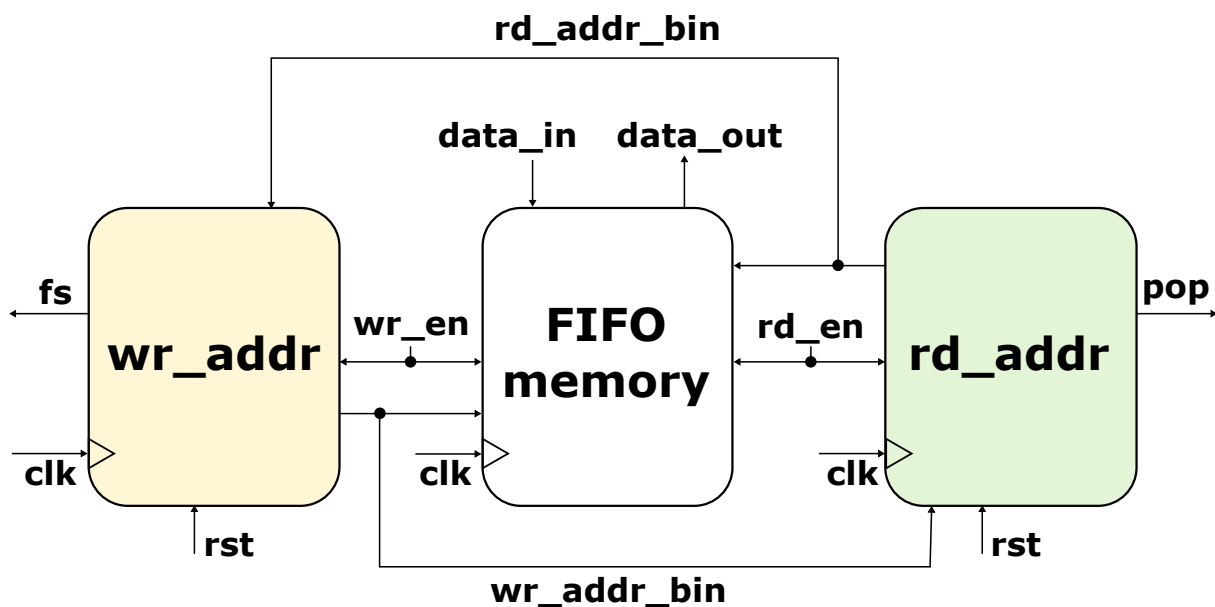 rd_addr_bin
data_in
data_out
fs
wr_addr
wr_en
FIFO
memory
rd_en
rd_addr
pop
clk
clk
clk
rst
rst
wr_addr_bin